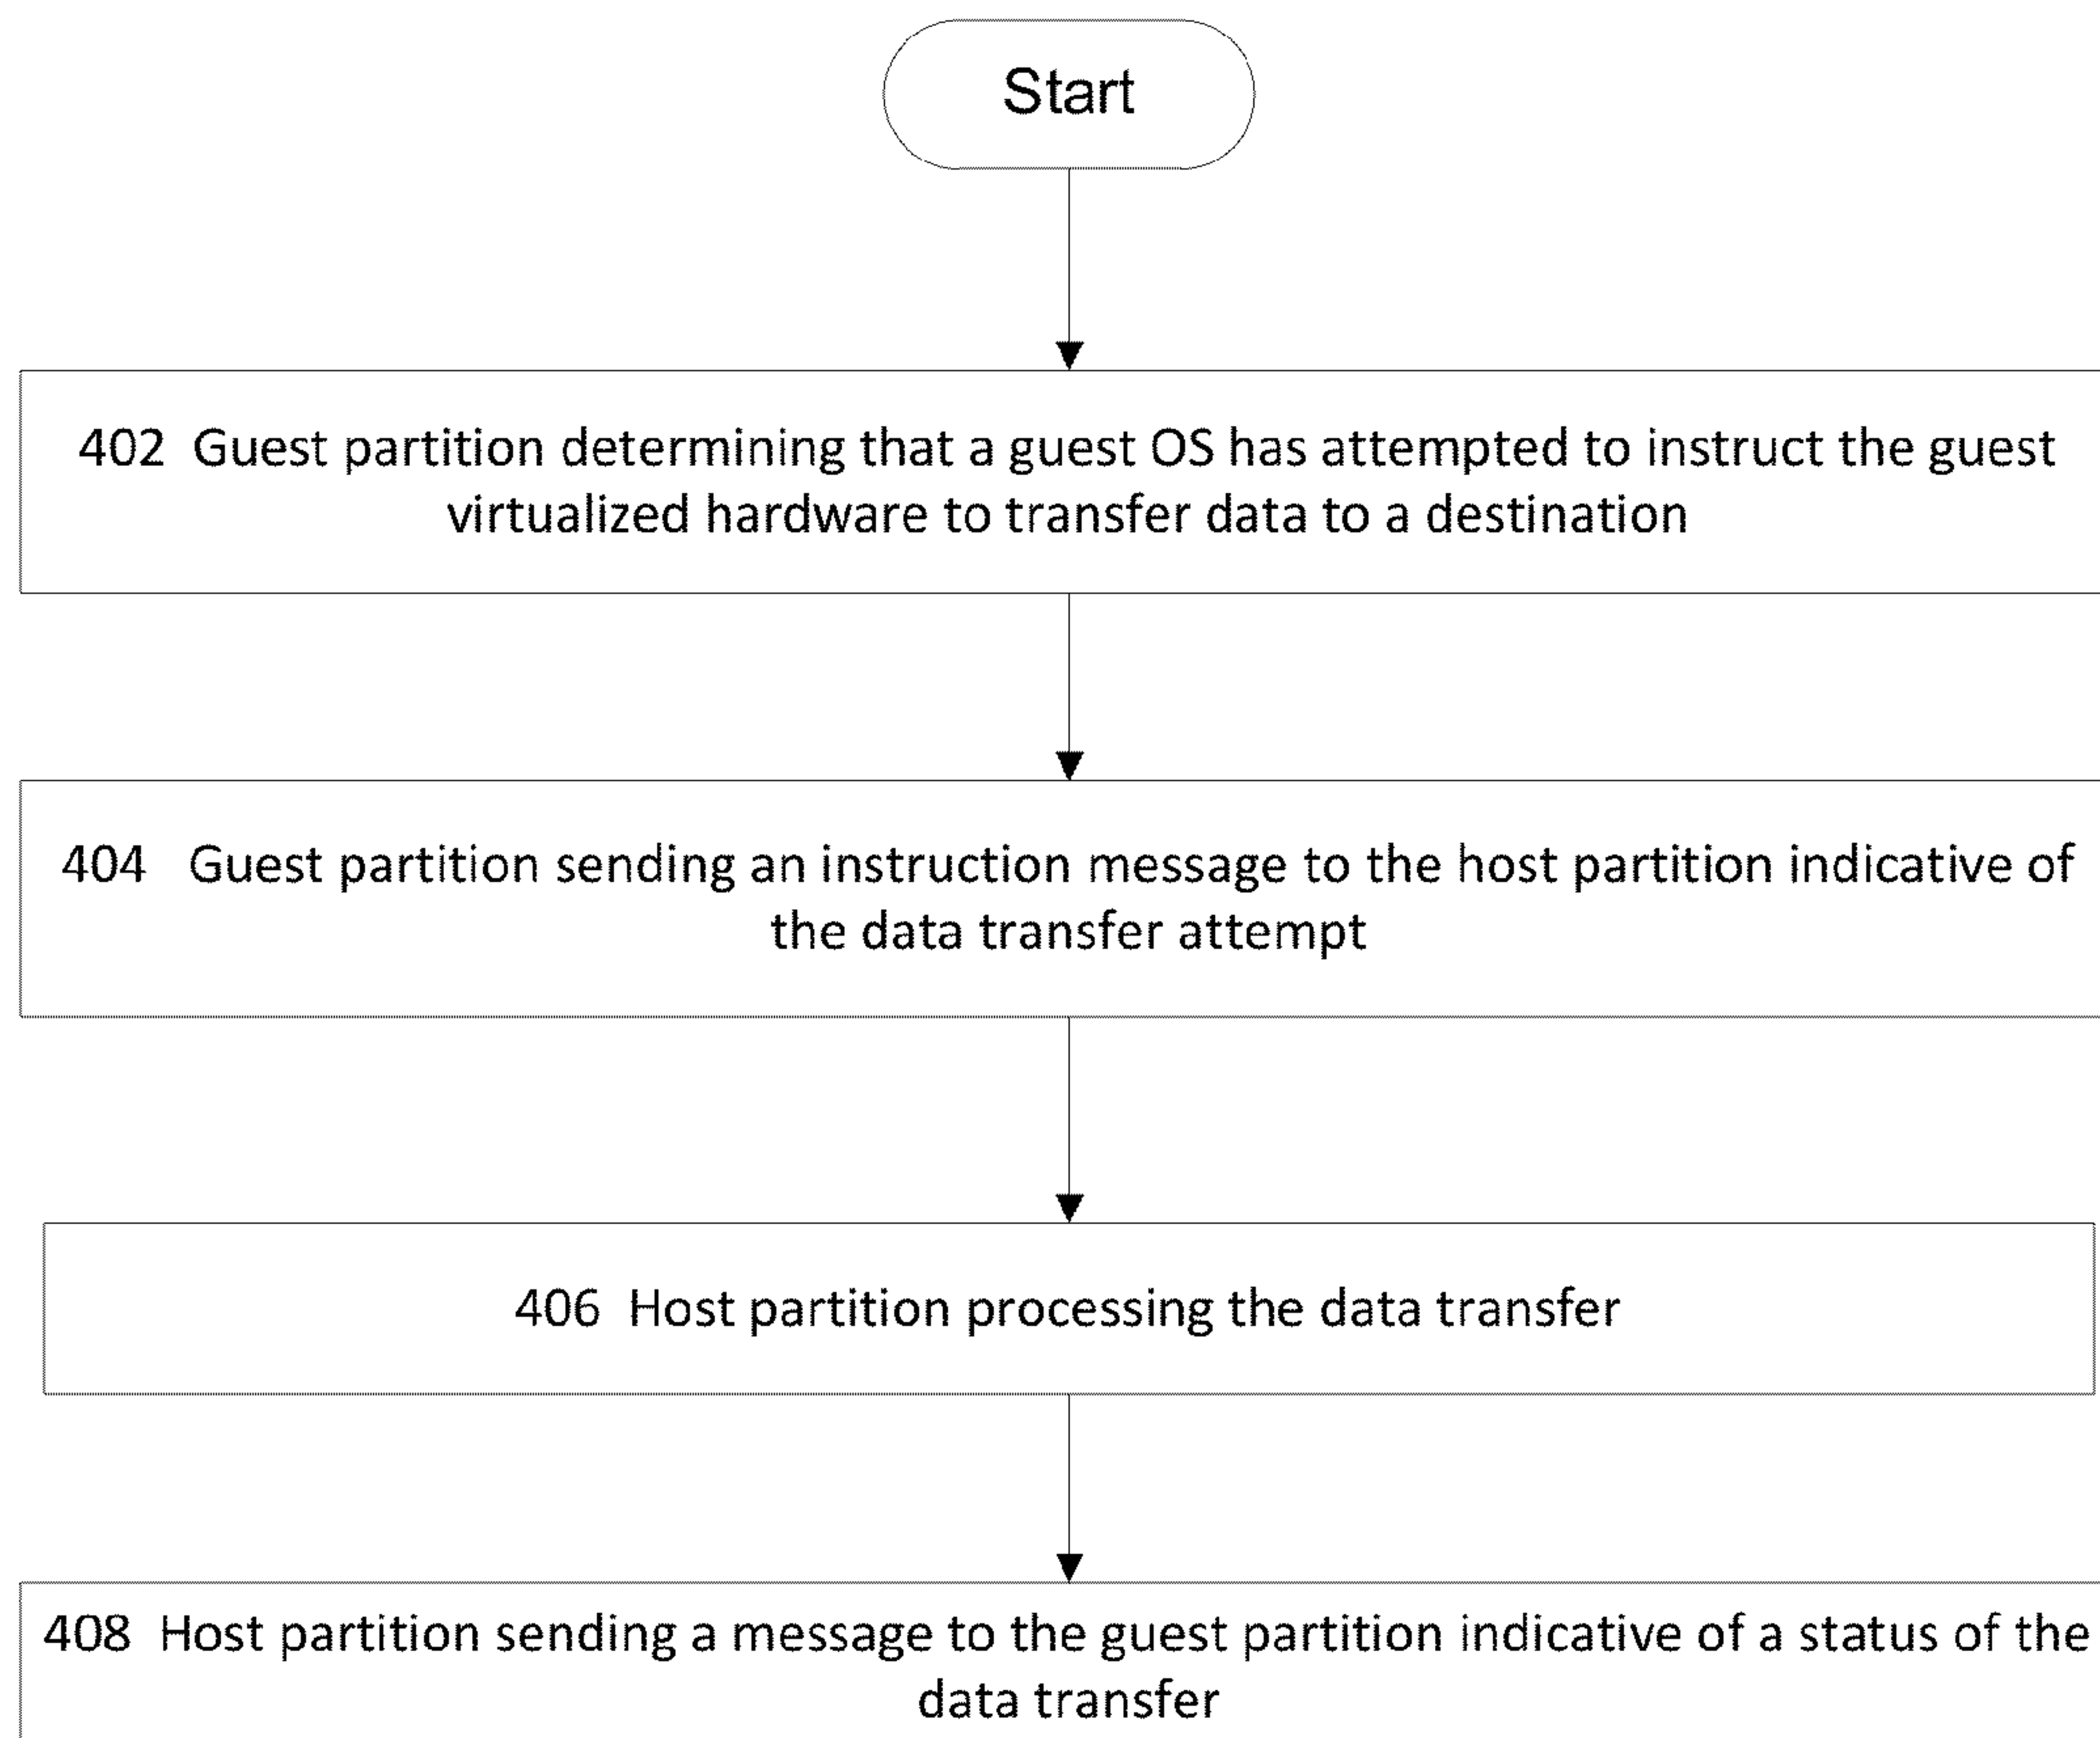 Start
402 Guest partition determining that a guest OS has attempted to instruct the guest
virtualized hardware to transfer data to a destination
404 Guest partition sending an instruction message to the host partition indicative of
the data transfer attempt
406 Host partition processing the data transfer
408 Host partition sending a message to the guest partition indicative of a status of the
data transfer